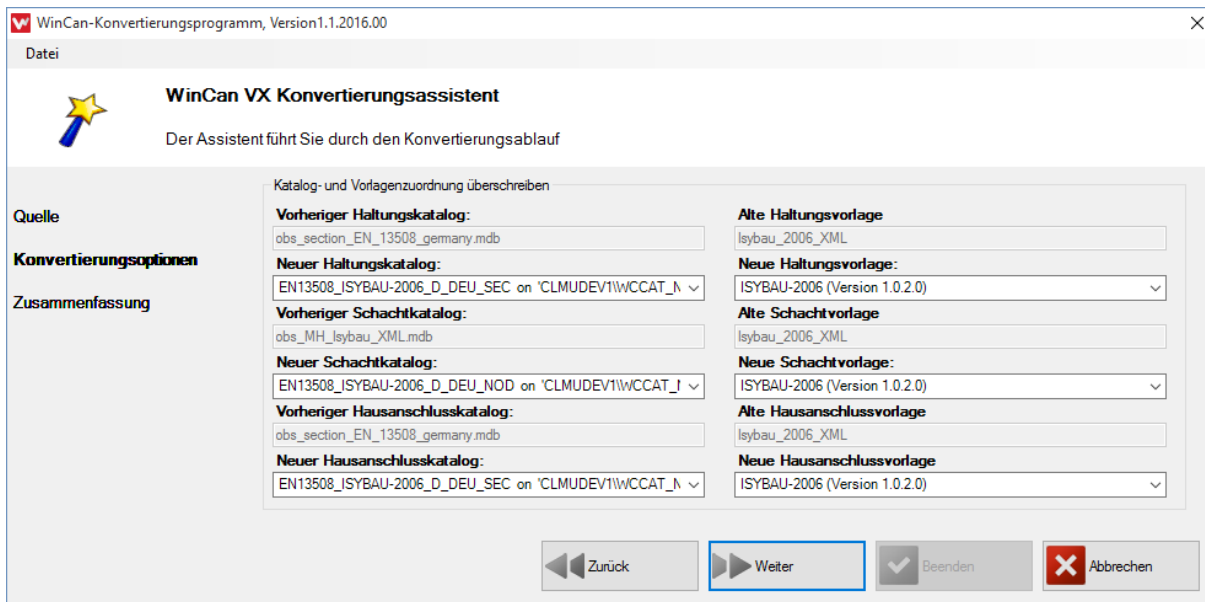 WinCan-Konvertierungsprogramm, Version1.1.2016.00
Datei
WinCan VX Konvertierungsassistent
Der Assistent führt Sie durch den Konvertierungsablauf
Quelle
Konvertierungsoptionen
Zusammenfassung
Katalog- und Vorlagenzuordnung überschreiben
Vorheriger Haltungskatalog:
obs_section_EN_13508_germany.mdb
Neuer Haltungskatalog:
EN13508_ISYBAU-2006_D_DEU_SEC on 'CLMUDEV1\WCCAT_N
Vorheriger Schachtkatalog:
obs_MH_Isybau_XML.mdb
Neuer Schachtkatalog:
EN13508_ISYBAU-2006_D_DEU_NOD on 'CLMUDEV1\WCCAT_N
Vorheriger Hausanschlusskatalog:
obs_section_EN_13508_germany.mdb
Neuer Hausanschlusskatalog:
EN13508_ISYBAU-2006_D_DEU_SEC on 'CLMUDEV1\WCCAT_N
Alte Haltungsvorlage
Isybau_2006_XML
Neue Haltungsvorlage:
ISYBAU-2006 (Version 1.0.2.0)
Alte Schachtvorlage
Isybau_2006_XML
Neue Schachtvorlage:
ISYBAU-2006 (Version 1.0.2.0)
Alte Hausanschlussvorlage
Isybau_2006_XML
Neue Hausanschlussvorlage
ISYBAU-2006 (Version 1.0.2.0)
Zurück
Weiter
Beenden
Abbrechen